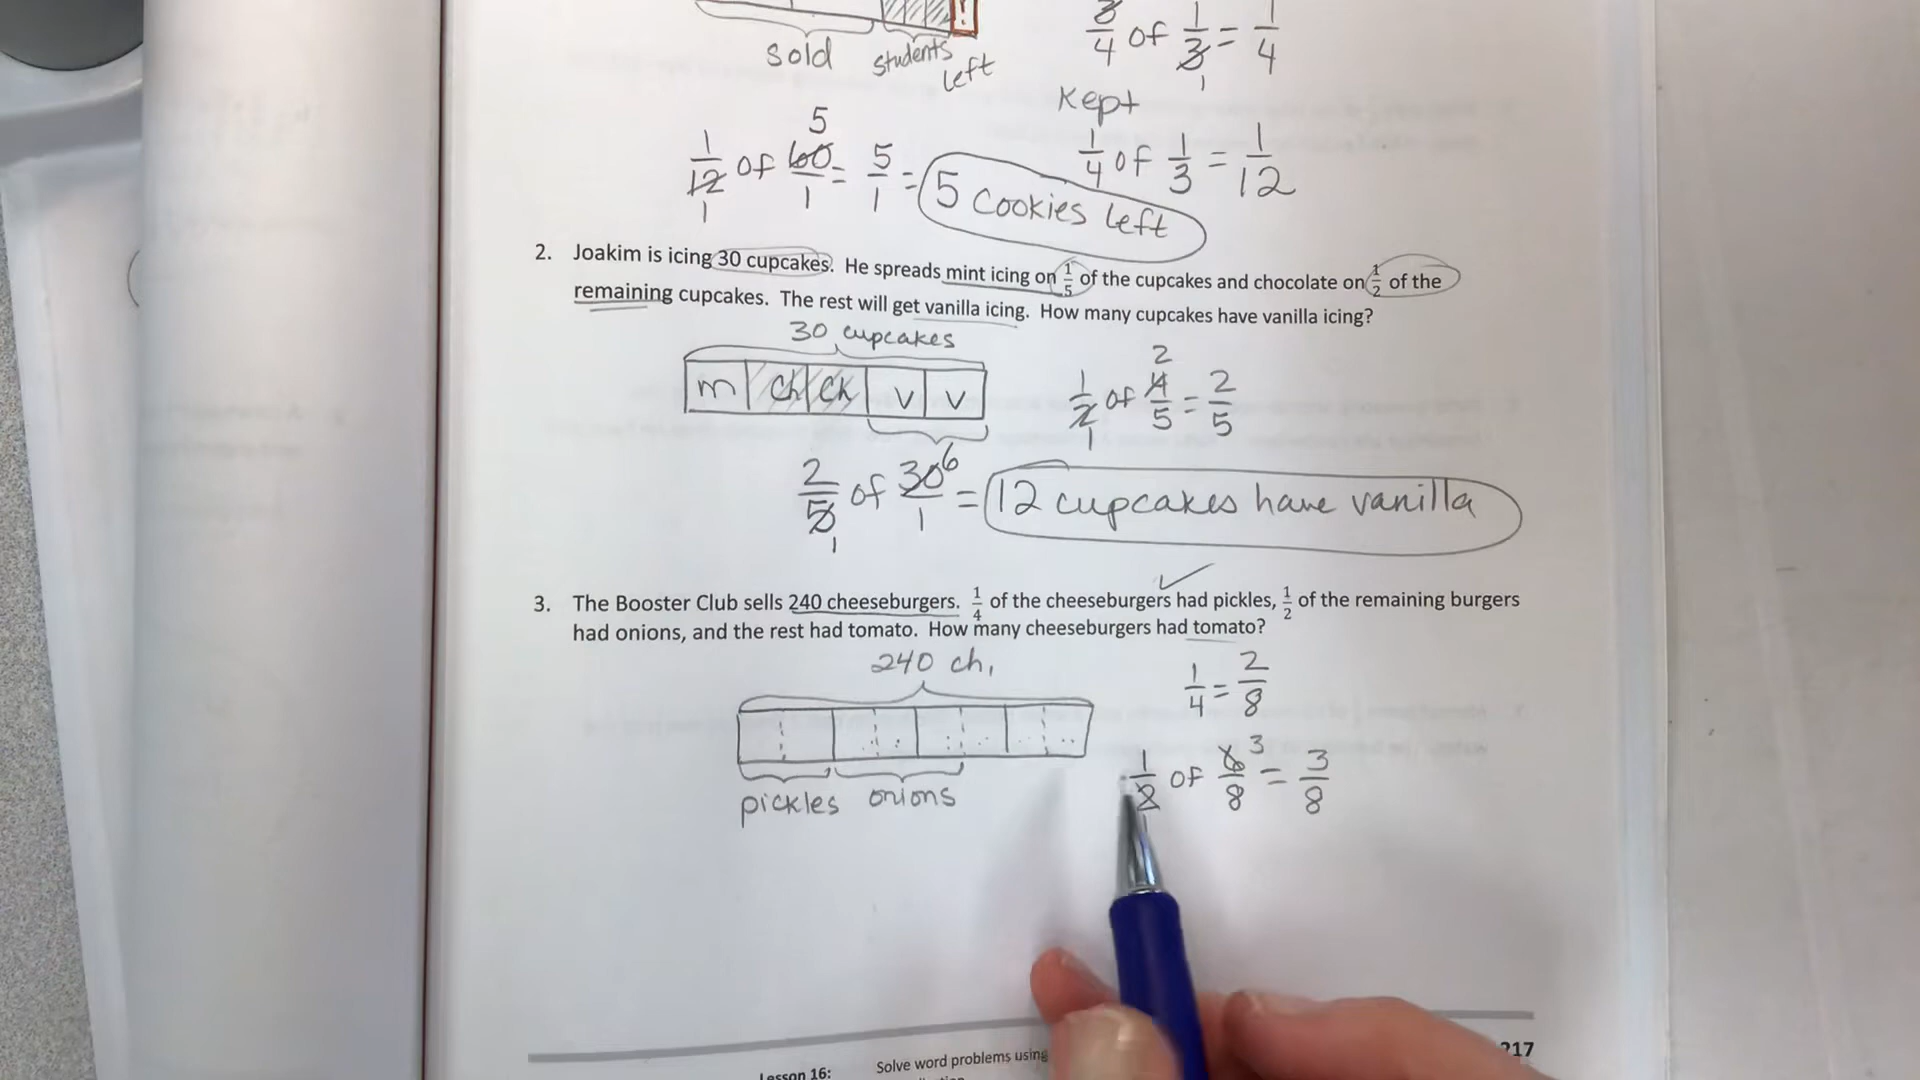 sold students left
3/4 of 1/3 = 1/4
1
Kept
1/4 of 1/3 = 1/12
5
1/12 of 60/1 = 5/1 = 5 cookies left
1
2. Joakim is icing 30 cupcakes. He spreads mint icing on 1/5 of the cupcakes and chocolate on 1/2 of the
remaining cupcakes. The rest will get vanilla icing. How many cupcakes have vanilla icing?
30 cupcakes
m Ch Ch V V
2
1/2 of 4/5 = 2/5
1
6
2/5 of 30/1 = 12 cupcakes have vanilla
1
3. The Booster Club sells 240 cheeseburgers. 1/4 of the cheeseburgers had pickles, 1/2 of the remaining burgers
had onions, and the rest had tomato. How many cheeseburgers had tomato?
240 ch.
1/4 = 2/8
pickles onions
3
1/2 of 6/8 = 3/8
1
217
Lesson 16: Solve word problems using